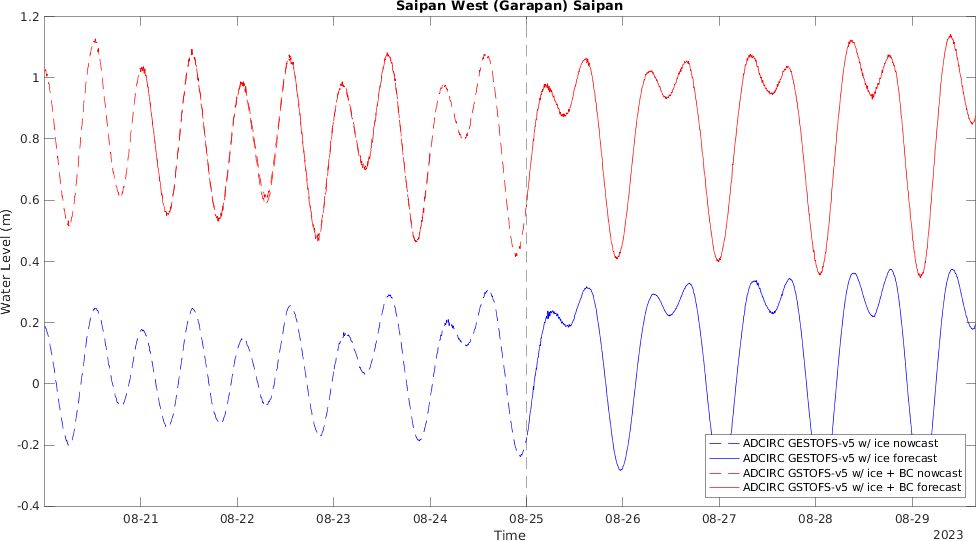 Saipan West (Garapan) Saipan
1.2
1
0.8
0.6
0.4
0.2
0
-0.2
-0.4
Water Level (m)
ADCIRC GESTOFS-v5 w/ ice nowcast
ADCIRC GESTOFS-v5 w/ ice forecast
ADCIRC GSTOFS-v5 w/ ice + BC nowcast
ADCIRC GSTOFS-v5 w/ ice + BC forecast
08-21 08-22 08-23 08-24 08-25 08-26 08-27 08-28 08-29
Time
2023